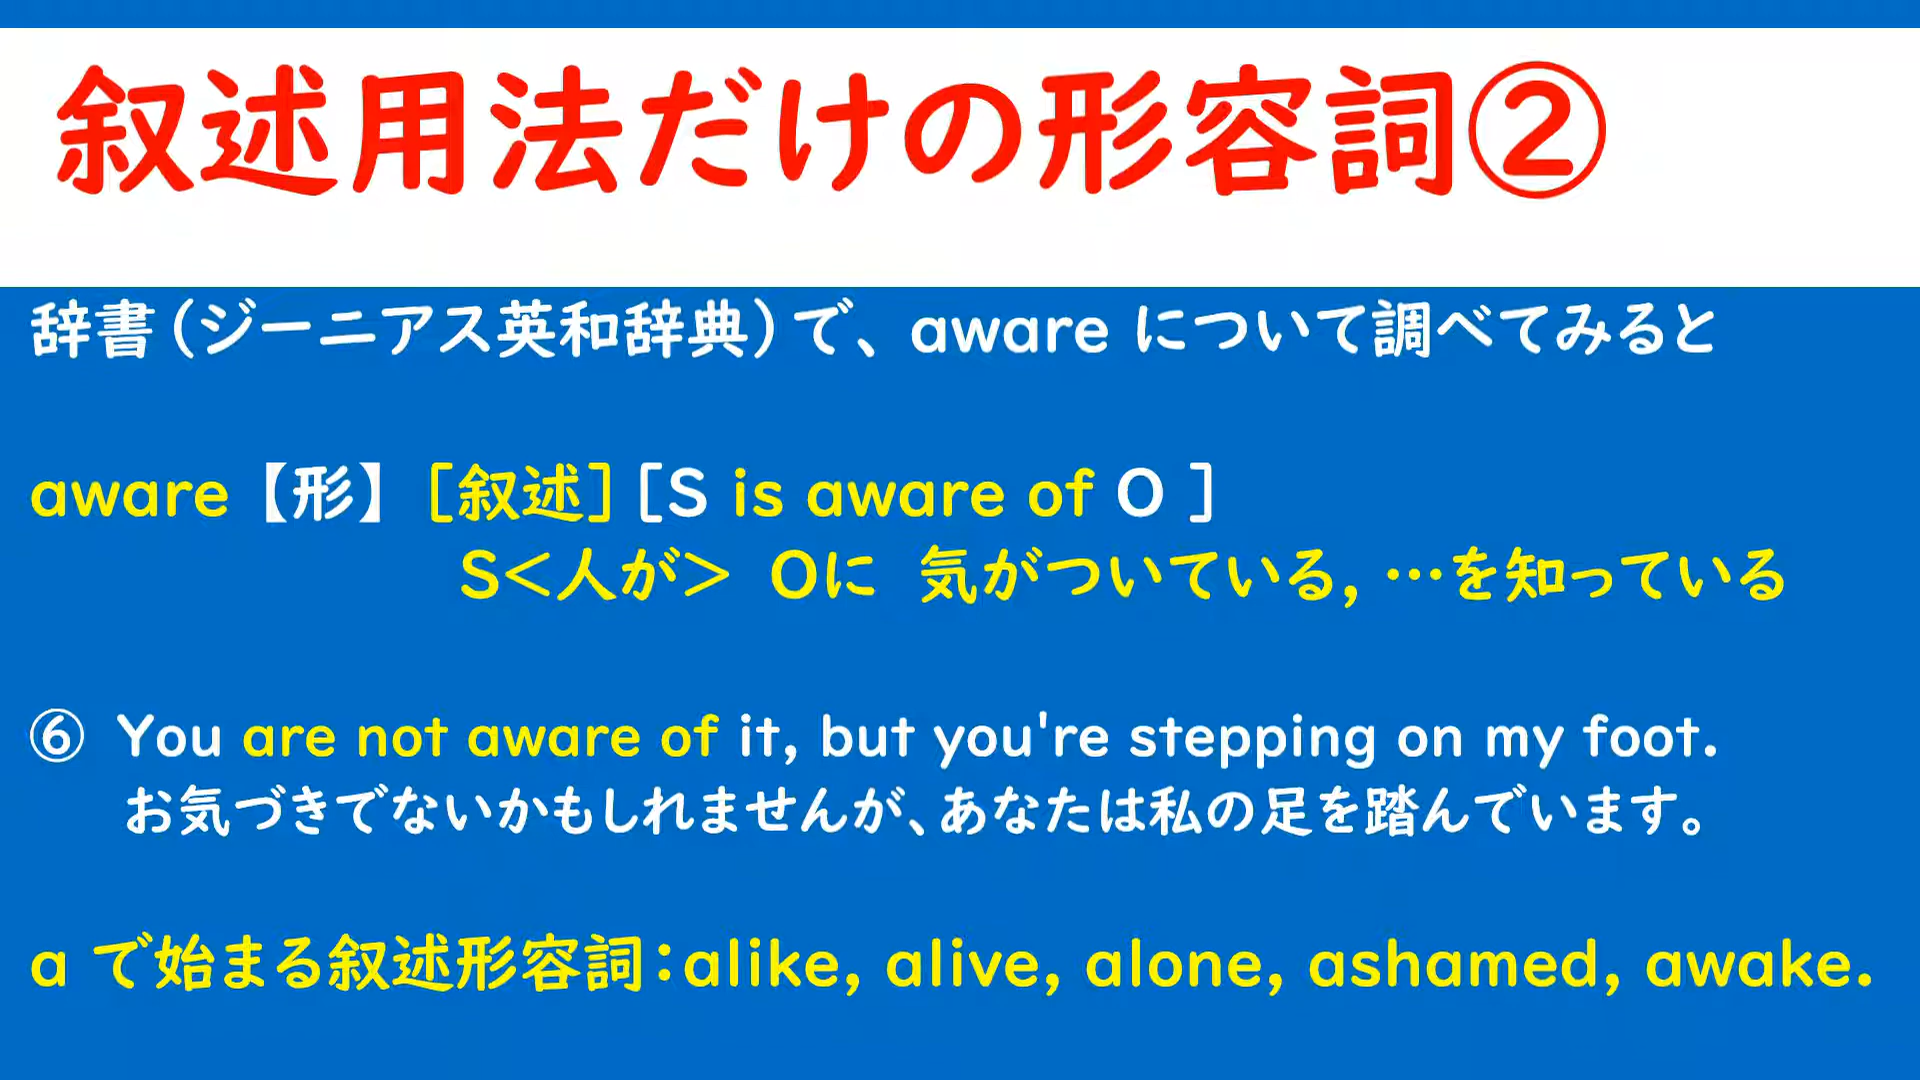 叙述用法だけの形容詞②
辞書（ジーニアス英和辞典）で、aware について調べてみると
aware【形】［叙述］［S is aware of O ］
S＜人が＞ Oに 気がついている, …を知っている
⑥ You are not aware of it, but you're stepping on my foot.
お気づきでないかもしれませんが、あなたは私の足を踏んでいます。
a で始まる叙述形容詞：alike, alive, alone, ashamed, awake.